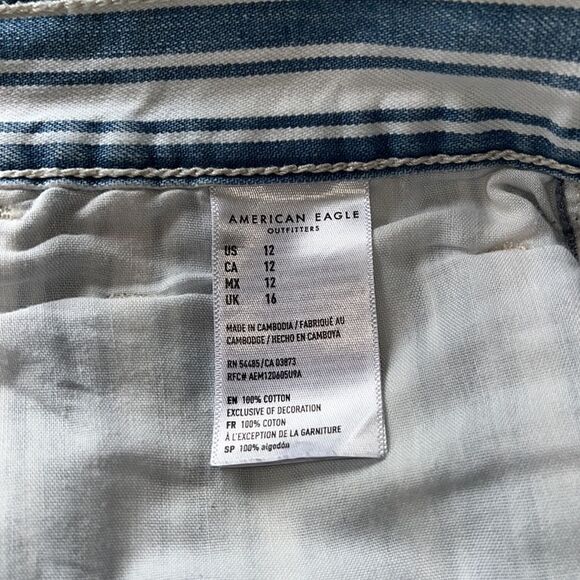 AMERICAN EAGLE
OUTFITTERS
US 12
CA 12
MX 12
UK 16
MADE IN CAMBODIA / FABRIQUÉ AU
CAMBODGE / HECHO EN CAMBOYA
RN 54485/CA 03873
RFC# AEM120605U9A
EN 100% COTTON
EXCLUSIVE OF DECORATION
FR 100% COTON
À L'EXCEPTION DE LA GARNITURE
SP 100% algodón